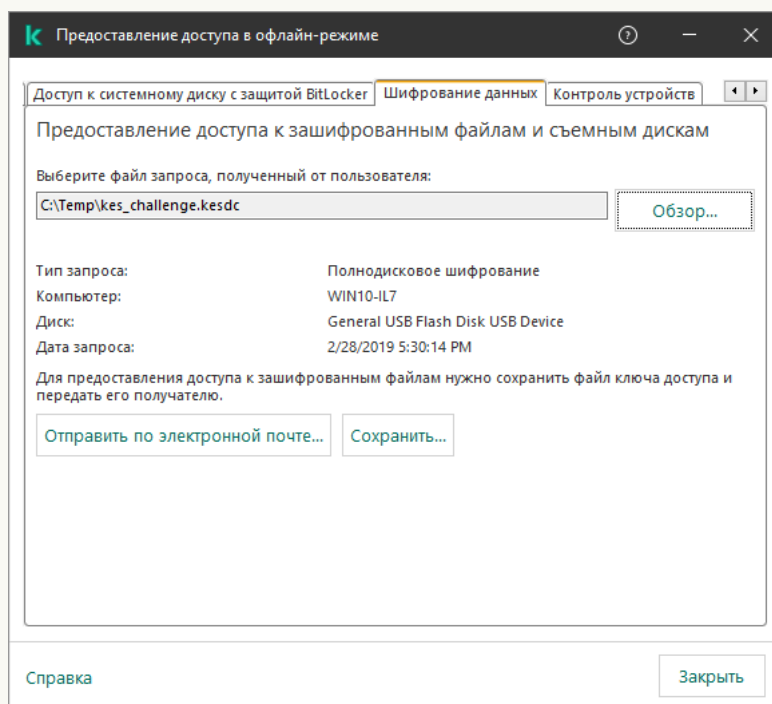 Предоставление доступа в офлайн-режиме
Доступ к системному диску с защитой BitLocker Шифрование данных Контроль устройств
Предоставление доступа к зашифрованным файлам и съемным дискам
Выберите файл запроса, полученный от пользователя:
C:\Temp\kes_challenge.kesdc Обзор...
Тип запроса: Полнодисковое шифрование
Компьютер: WIN10-IL7
Диск: General USB Flash Disk USB Device
Дата запроса: 2/28/2019 5:30:14 PM
Для предоставления доступа к зашифрованным файлам нужно сохранить файл ключа доступа и
передать его получателю.
Отправить по электронной почте... Сохранить...
Справка Закрыть